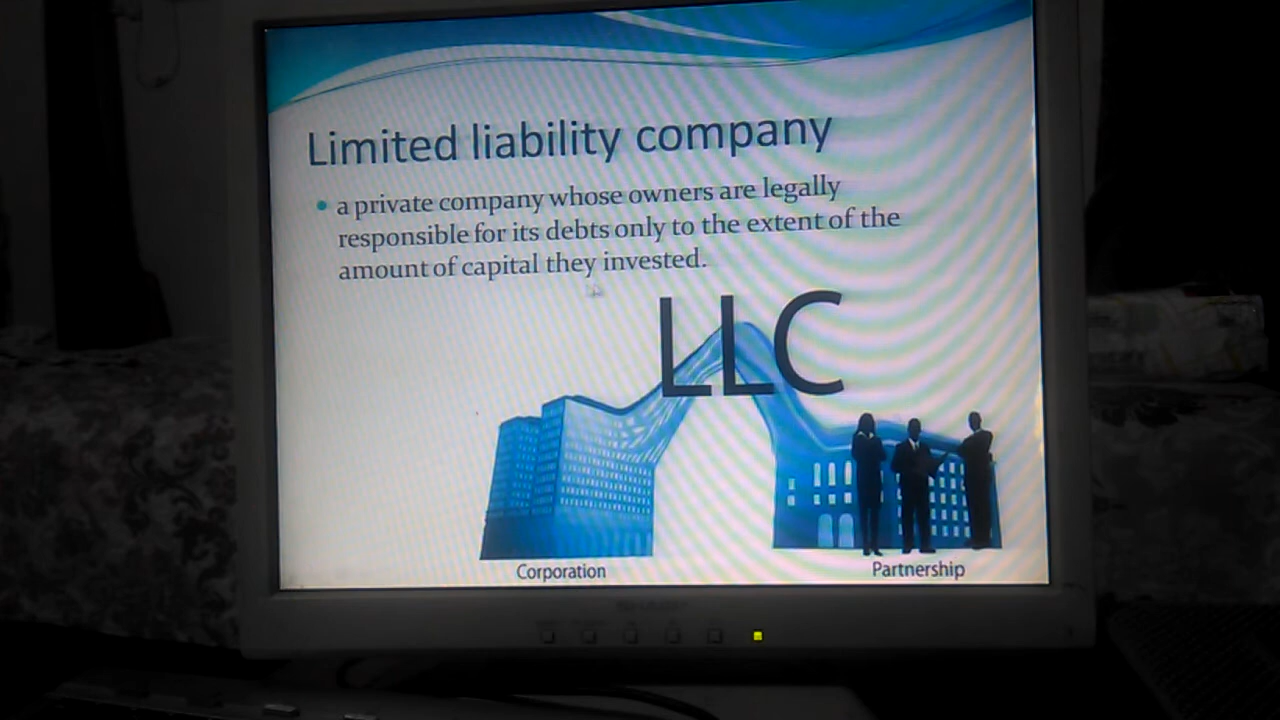 Limited liability company
• a private company whose owners are legally
responsible for its debts only to the extent of the
amount of capital they invested.
LLC
Corporation
Partnership